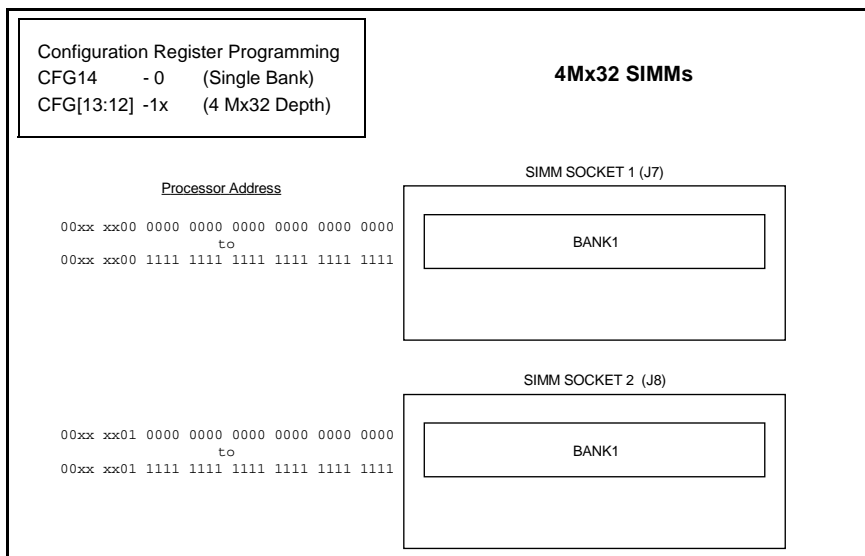 Configuration Register Programming
CFG14 - 0 (Single Bank)
CFG[13:12] -1x (4 Mx32 Depth)
4Mx32 SIMMs
Processor Address
SIMM SOCKET 1 (J7)
00xx xx00 0000 0000 0000 0000 0000 0000
to
00xx xx00 1111 1111 1111 1111 1111 1111
BANK1
SIMM SOCKET 2 (J8)
00xx xx01 0000 0000 0000 0000 0000 0000
to
00xx xx01 1111 1111 1111 1111 1111 1111
BANK1